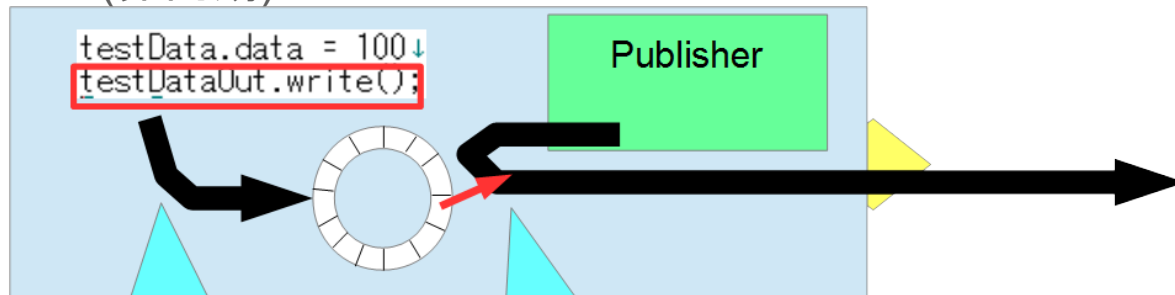 testData.data = 100↓
testDataOut.write();
Publisher